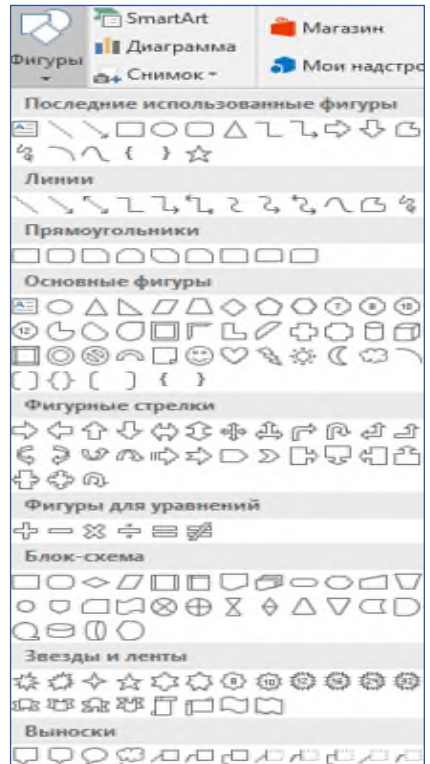 SmartArt
Магазин
Диаграмма
Фигуры
Снимок
Мои надстро
Последние использованные фигуры
Линии
Прямоугольники
Основные фигуры
Фигурные стрелки
Фигуры для уравнений
Блок-схема
Звезды и ленты
Выноски